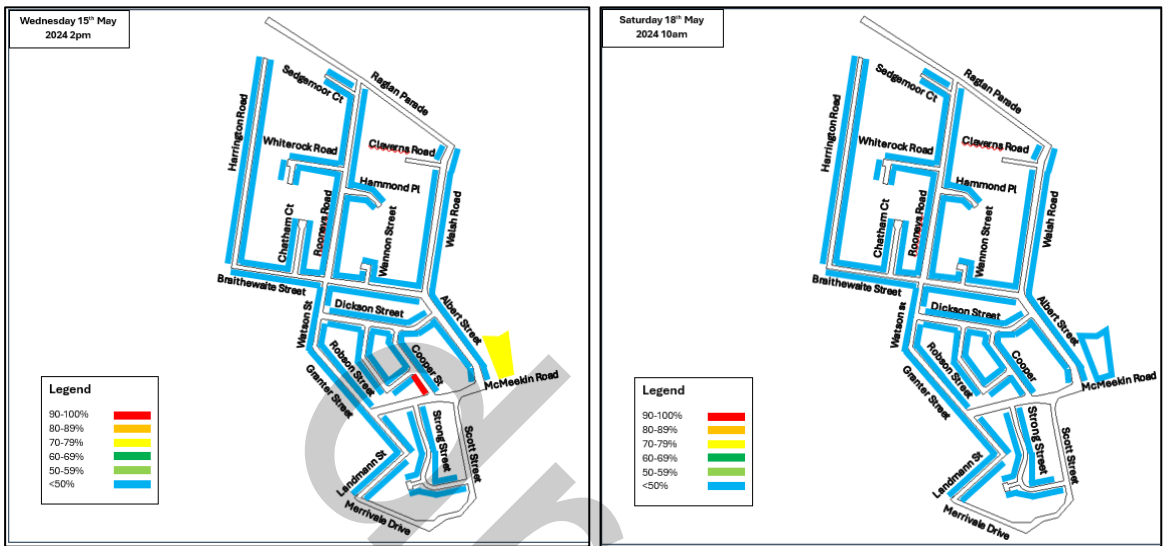 Wednesday 15th May
2024 2pm
Raglan Parade
Sedgemoor Ct
Harrington Road
Whiterock Road
Claverns Road
Hammond Pl
Chatham Ct
Rooneys Road
Wannon Street
Walsh Road
Braithewaite Street
Dickson Street
Albert Street
Watson St
Robson Street
Cooper St
McMeekin Road
Granter Street
Strong Street
Scott Street
Landmann St
Merrivale Drive
Legend
90-100%
80-89%
70-79%
60-69%
50-59%
<50%
Saturday 18th May
2024 10am
Raglan Parade
Sedgemoor Ct
Harrington Road
Whiterock Road
Claverns Road
Hammond Pl
Chatham Ct
Rooneys Road
Wannon Street
Walsh Road
Braithewaite Street
Dickson Street
Albert Street
Watson st
Robson Street
Cooper
McMeekin Road
Granter Street
Strong Street
Scott Street
Landmann St
Merrivale Drive
Legend
90-100%
80-89%
70-79%
60-69%
50-59%
<50%